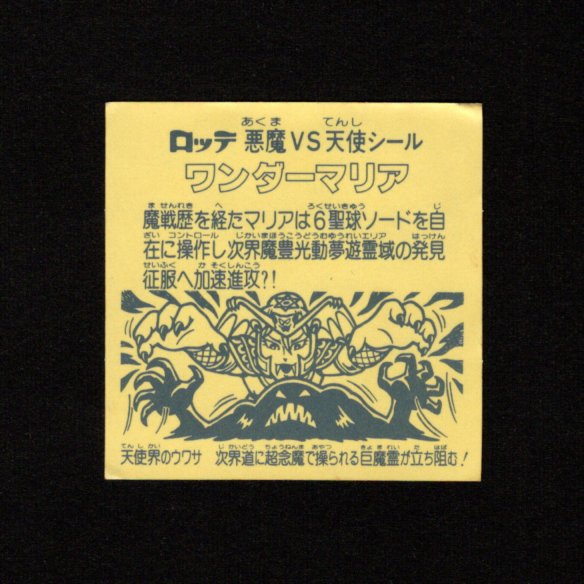 ロッテ 悪魔VS天使シール
ワンダーマリア
魔戦歴を経たマリアは6聖球ソードを自
在に操作し次界魔豊光動夢遊霊域の発見
征服へ加速進攻?!
天使界のウワサ 次界道に超念魔で操られる巨魔霊が立ち阻む!